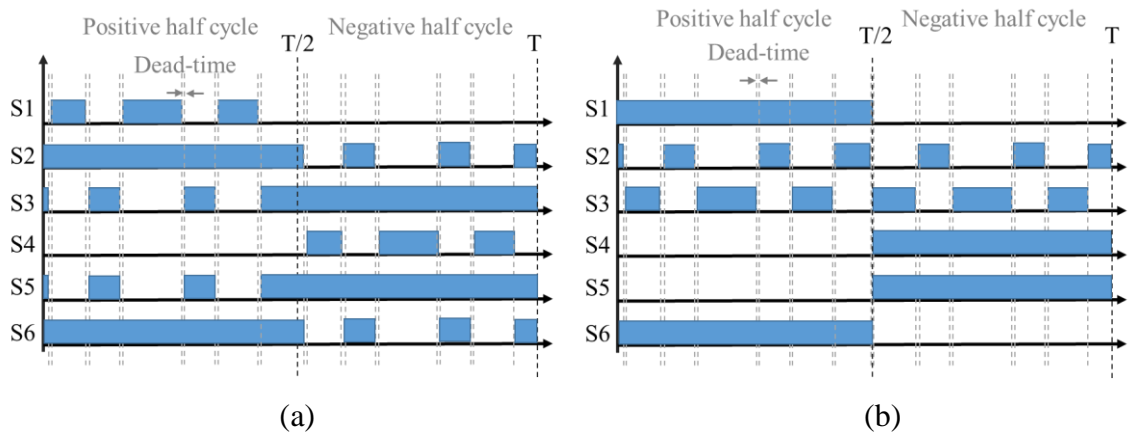 Positive half cycle Negative half cycle
T/2 T
Dead-time
S1
S2
S3
S4
S5
S6
(a)
Positive half cycle Negative half cycle
T/2 T
Dead-time
S1
S2
S3
S4
S5
S6
(b)